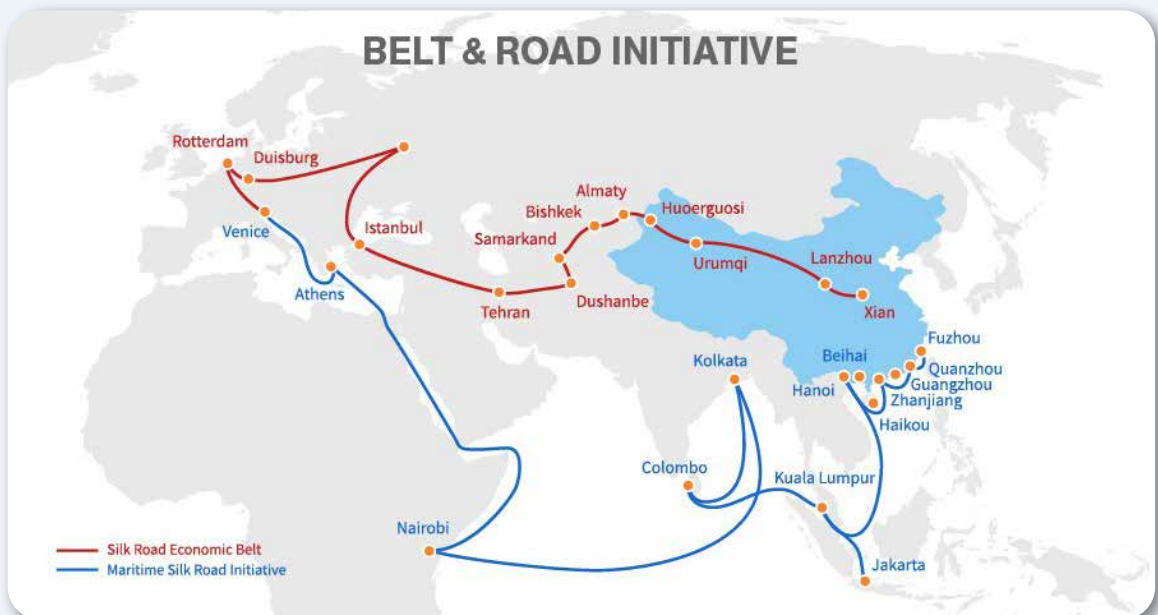 BELT & ROAD INITIATIVE
Rotterdam
Duisburg
Venice
Istanbul
Athens
Tehran
Samarkand
Bishkek
Almaty
Dushanbe
Huoerguosi
Urumqi
Lanzhou
Xian
Fuzhou
Quanzhou
Guangzhou
Zhanjiang
Haikou
Beihai
Hanoi
Kolkata
Colombo
Kuala Lumpur
Jakarta
Nairobi
Silk Road Economic Belt
Maritime Silk Road Initiative